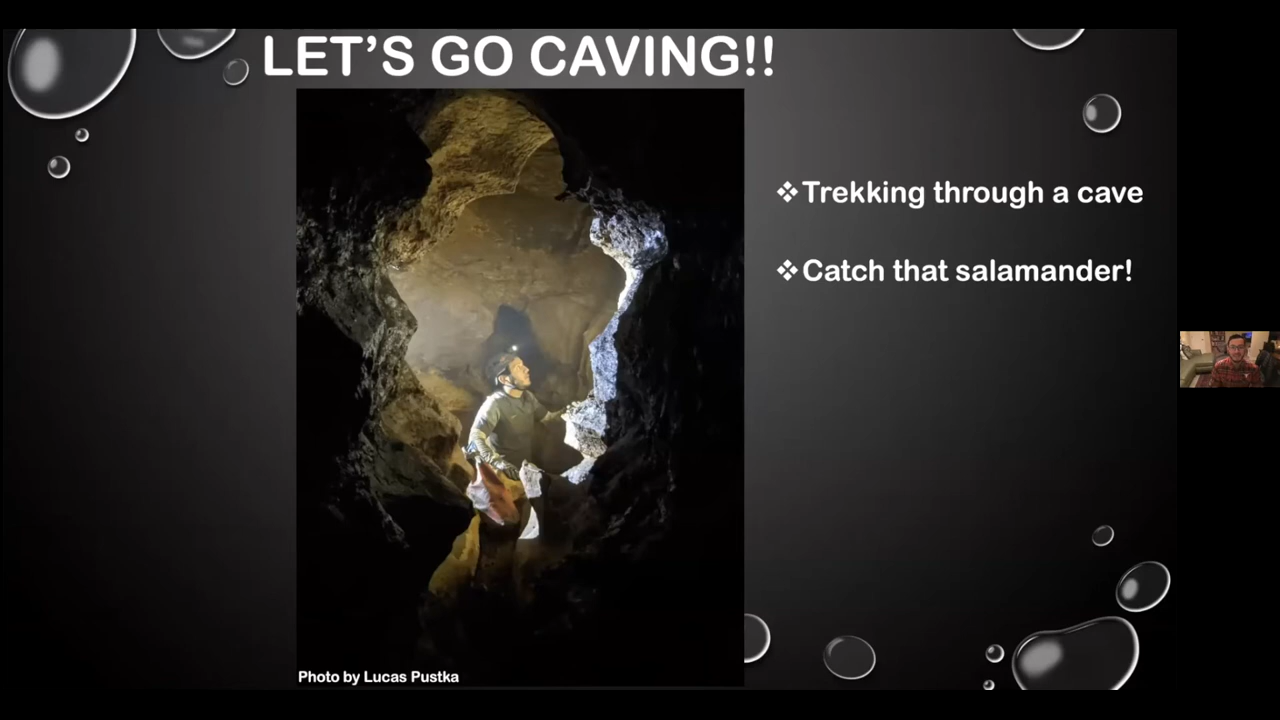 LET’S GO CAVING!!
❖Trekking through a cave
❖Catch that salamander!
Photo by Lucas Pustka